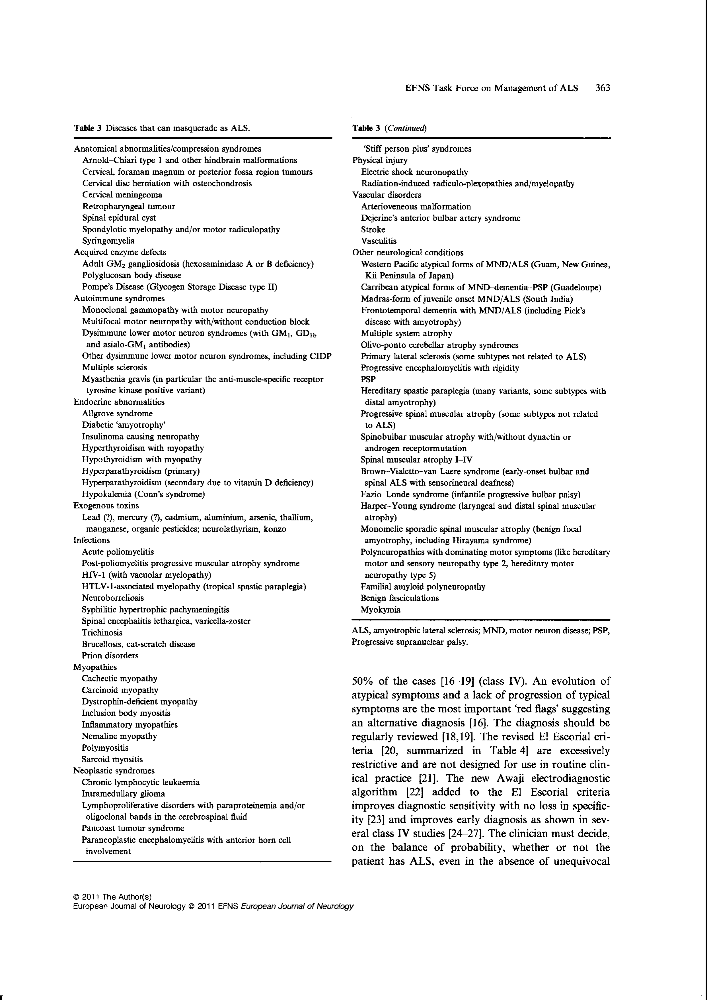 EFNS Task Force on Management of ALS 363
Table 3 Diseases that can masquerade as ALS.
Anatomical abnormalities/compression syndromes
Arnold–Chiari type 1 and other hindbrain malformations
Cervical, foraman magnum or posterior fossa region tumours
Cervical disc herniation with osteochondrosis
Cervical meningeoma
Retropharyngeal tumour
Spinal epidural cyst
Spondylotic myelopathy and/or motor radiculopathy
Syringomyelia
Acquired enzyme defects
Adult GM₂ gangliosidosis (hexosaminidase A or B deficiency)
Polyglucosan body disease
Pompe's Disease (Glycogen Storage Disease type II)
Autoimmune syndromes
Monoclonal gammopathy with motor neuropathy
Multifocal motor neuropathy with/without conduction block
Dysimmune lower motor neuron syndromes (with GM₁, GD₁b
and asialo-GM₁ antibodies)
Other dysimmune lower motor neuron syndromes, including CIDP
Multiple sclerosis
Myasthenia gravis (in particular the anti-muscle-specific receptor
tyrosine kinase positive variant)
Endocrine abnormalities
Allgrove syndrome
Diabetic 'amyotrophy'
Insulinoma causing neuropathy
Hyperthyroidism with myopathy
Hypothyroidism with myopathy
Hyperparathyroidism (primary)
Hyperparathyroidism (secondary due to vitamin D deficiency)
Hypokalemia (Conn's syndrome)
Exogenous toxins
Lead (?), mercury (?), cadmium, aluminium, arsenic, thallium,
manganese, organic pesticides; neurolathyrism, konzo
Infections
Acute poliomyelitis
Post-poliomyelitis progressive muscular atrophy syndrome
HIV-1 (with vacuolar myelopathy)
HTLV-1-associated myelopathy (tropical spastic paraplegia)
Neuroborreliosis
Syphilitic hypertrophic pachymeningitis
Spinal encephalitis lethargica, varicella-zoster
Trichinosis
Brucellosis, cat-scratch disease
Prion disorders
Myopathies
Cachectic myopathy
Carcinoid myopathy
Dystrophin-deficient myopathy
Inclusion body myositis
Inflammatory myopathies
Nemaline myopathy
Polymyositis
Sarcoid myositis
Neoplastic syndromes
Chronic lymphocytic leukaemia
Intramedullary glioma
Lymphoproliferative disorders with paraproteinemia and/or
oligoclonal bands in the cerebrospinal fluid
Pancoast tumour syndrome
Paraneoplastic encephalomyelitis with anterior horn cell
involvement
Table 3 (Continued)
'Stiff person plus' syndromes
Physical injury
Electric shock neuronopathy
Radiation-induced radiculo-plexopathies and/myelopathy
Vascular disorders
Arterioveneous malformation
Dejerine's anterior bulbar artery syndrome
Stroke
Vasculitis
Other neurological conditions
Western Pacific atypical forms of MND/ALS (Guam, New Guinea,
Kii Peninsula of Japan)
Carribean atypical forms of MND–dementia–PSP (Guadeloupe)
Madras-form of juvenile onset MND/ALS (South India)
Frontotemporal dementia with MND/ALS (including Pick's
disease with amyotrophy)
Multiple system atrophy
Olivo-ponto cerebellar atrophy syndromes
Primary lateral sclerosis (some subtypes not related to ALS)
Progressive encephalomyelitis with rigidity
PSP
Hereditary spastic paraplegia (many variants, some subtypes with
distal amyotrophy)
Progressive spinal muscular atrophy (some subtypes not related
to ALS)
Spinobulbar muscular atrophy with/without dynactin or
androgen receptormutation
Spinal muscular atrophy I–IV
Brown–Vialetto–van Laere syndrome (early-onset bulbar and
spinal ALS with sensorineural deafness)
Fazio–Londe syndrome (infantile progressive bulbar palsy)
Harper–Young syndrome (laryngeal and distal spinal muscular
atrophy)
Monomelic sporadic spinal muscular atrophy (benign focal
amyotrophy, including Hirayama syndrome)
Polyneuropathies with dominating motor symptoms (like hereditary
motor and sensory neuropathy type 2, hereditary motor
neuropathy type 5)
Familial amyloid polyneuropathy
Benign fasciculations
Myokymia
ALS, amyotrophic lateral sclerosis; MND, motor neuron disease; PSP,
Progressive supranuclear palsy.
50% of the cases [16–19] (class IV). An evolution of
atypical symptoms and a lack of progression of typical
symptoms are the most important 'red flags' suggesting
an alternative diagnosis [16]. The diagnosis should be
regularly reviewed [18,19]. The revised El Escorial cri-
teria [20, summarized in Table 4] are excessively
restrictive and are not designed for use in routine clin-
ical practice [21]. The new Awaji electrodiagnostic
algorithm [22] added to the El Escorial criteria
improves diagnostic sensitivity with no loss in specific-
ity [23] and improves early diagnosis as shown in sev-
eral class IV studies [24–27]. The clinician must decide,
on the balance of probability, whether or not the
patient has ALS, even in the absence of unequivocal
© 2011 The Author(s)
European Journal of Neurology © 2011 EFNS European Journal of Neurology